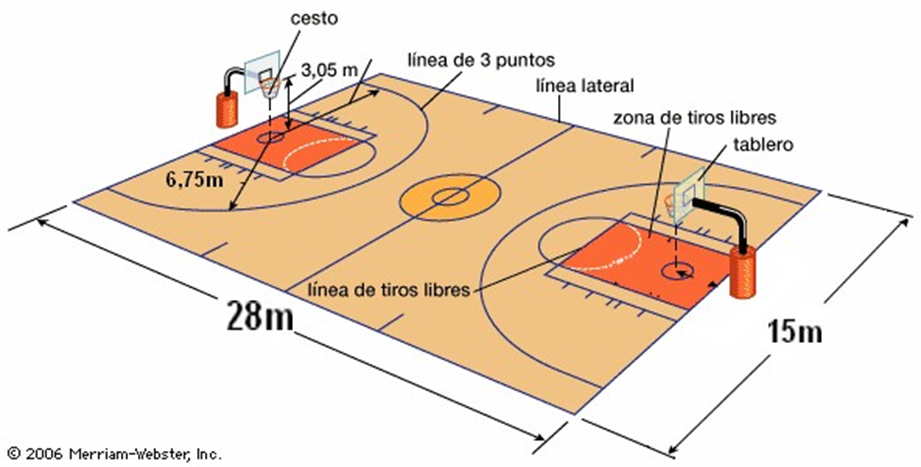 cesto
3,05 m
línea de 3 puntos
línea lateral
zona de tiros libres
tablero
6,75m
línea de tiros libres
28m
15m
© 2006 Merriam-Webster, Inc.